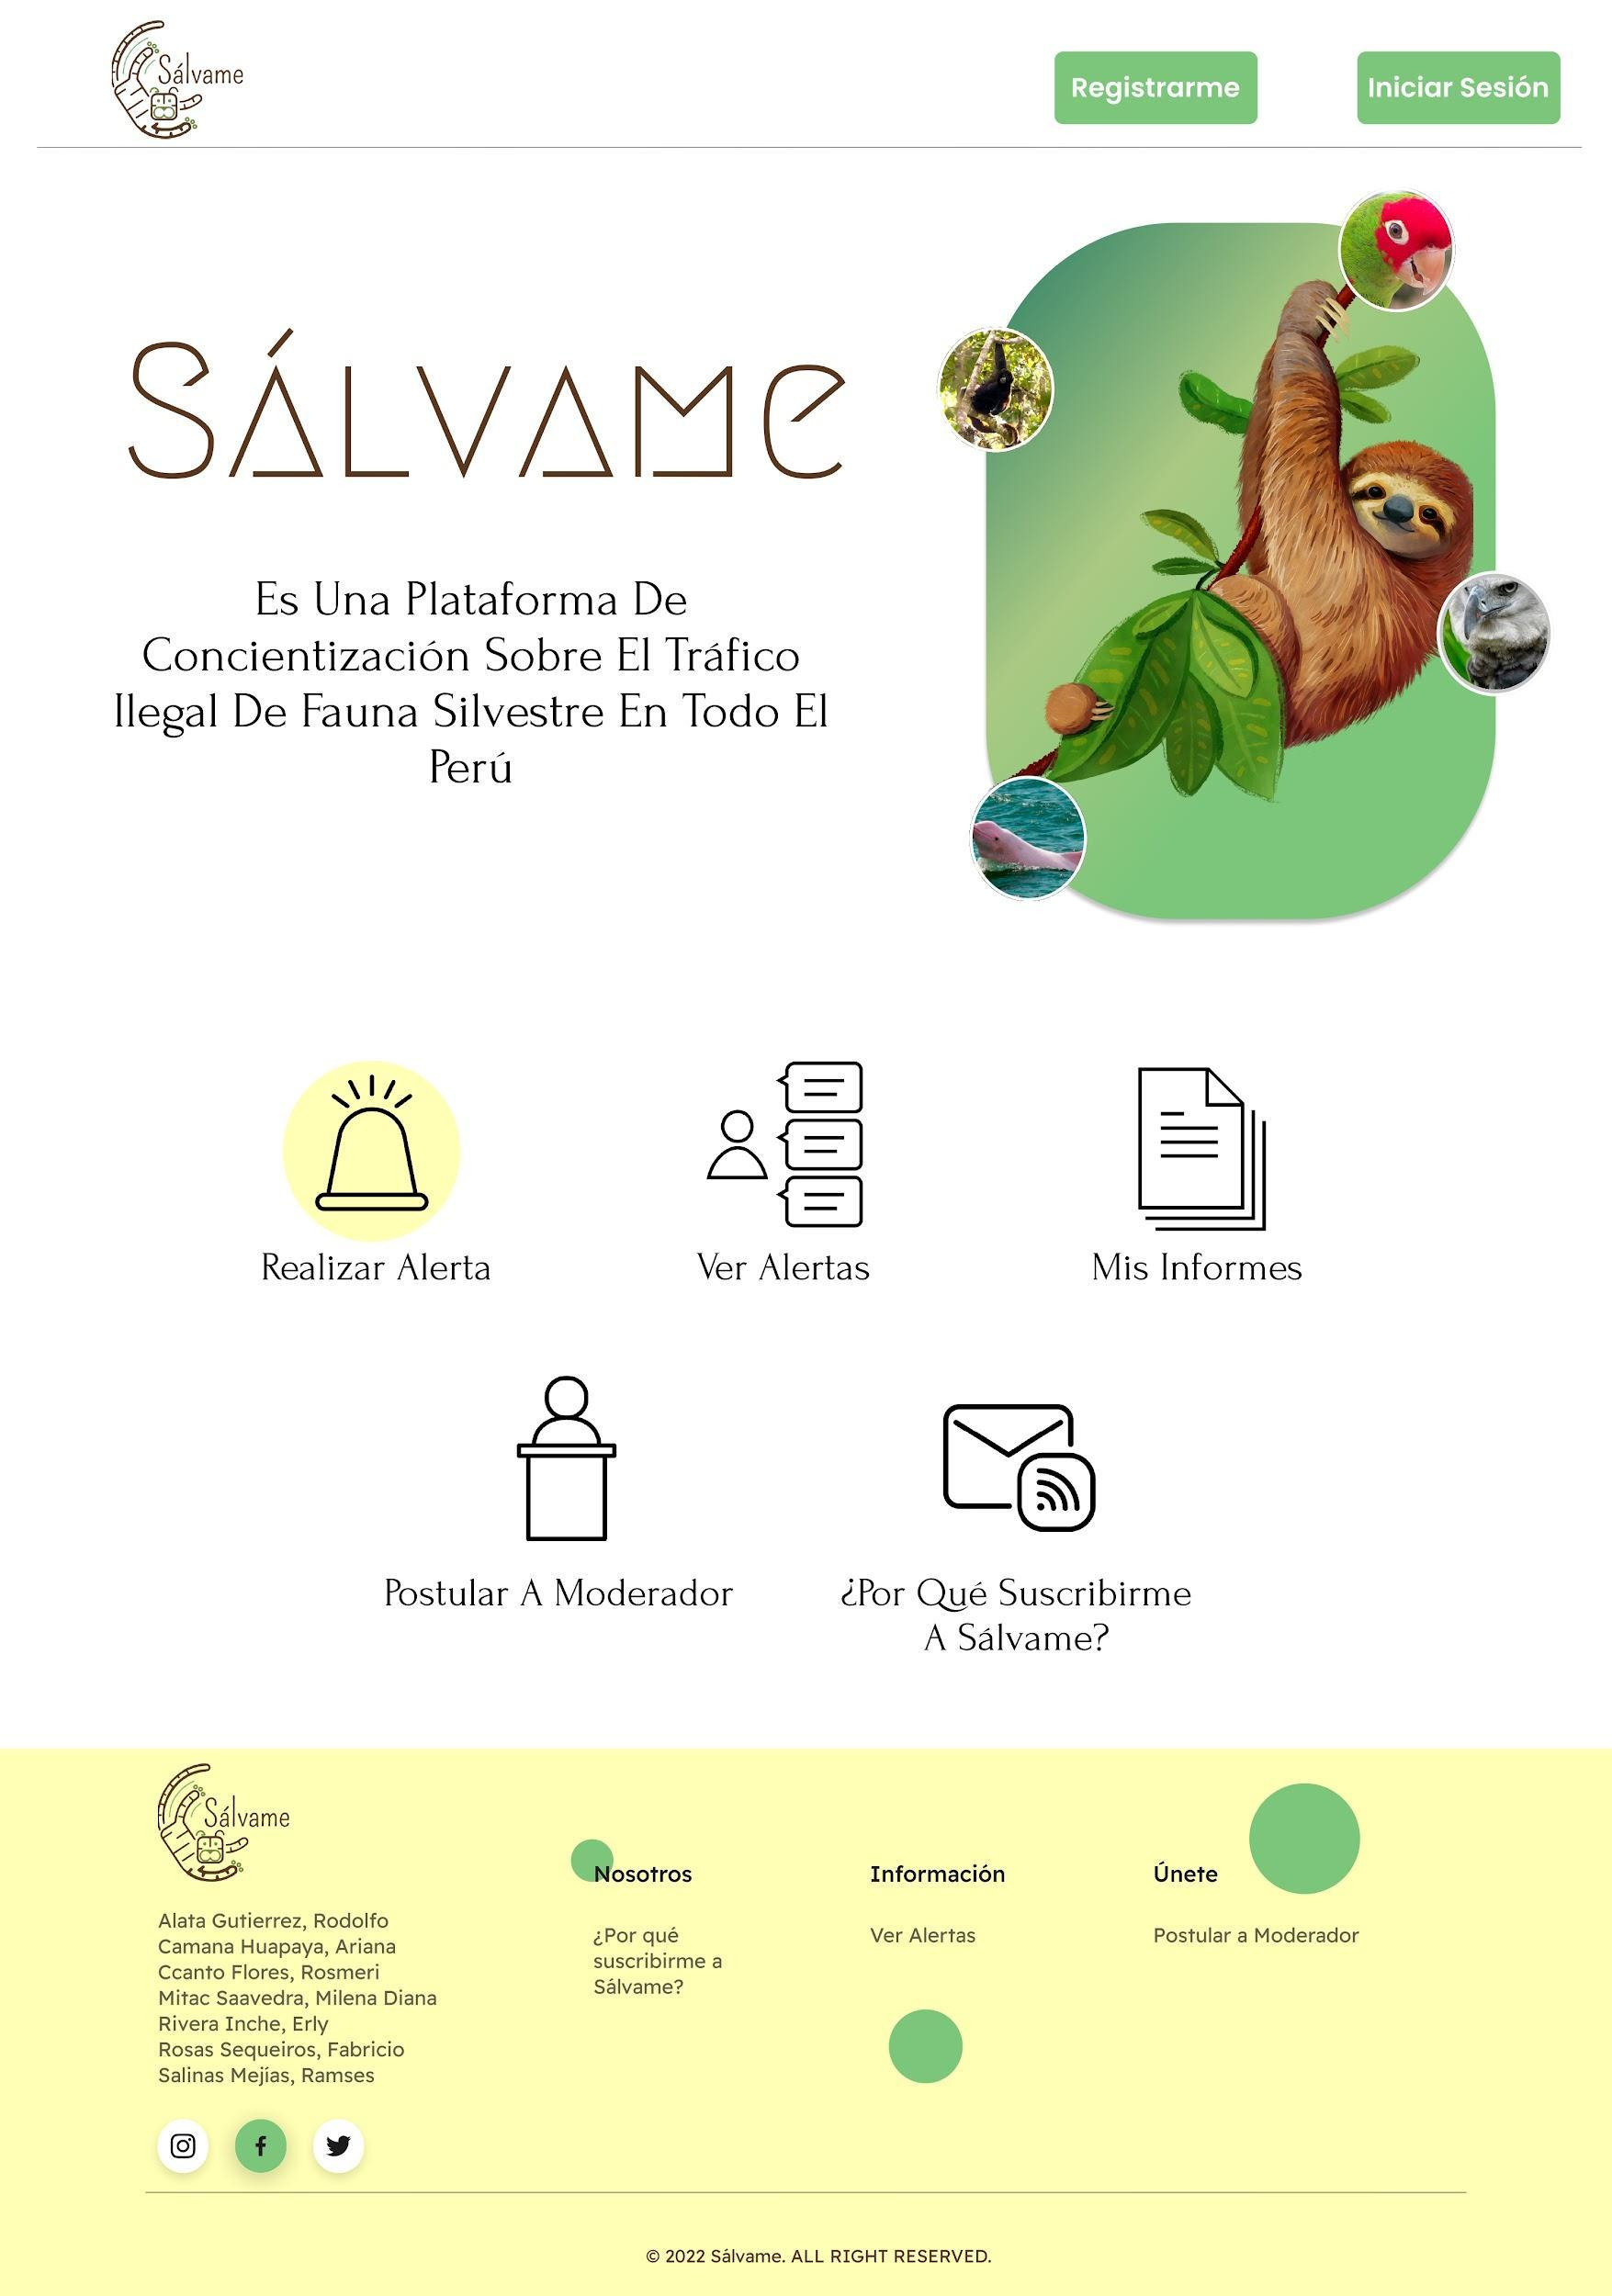 Sálvame
Registrarme
Iniciar Sesión
SÁLVAMe
Es Una Plataforma De
Concientización Sobre El Tráfico
Ilegal De Fauna Silvestre En Todo El
Perú
Realizar Alerta
Ver Alertas
Mis Informes
Postular A Moderador
¿Por Qué Suscribirme
A Sálvame?
Sálvame
Alata Gutierrez, Rodolfo
Camana Huapaya, Ariana
Ccanto Flores, Rosmeri
Mitac Saavedra, Milena Diana
Rivera Inche, Erly
Rosas Sequeiros, Fabricio
Salinas Mejías, Ramses
Nosotros
¿Por qué
suscribirme a
Sálvame?
Información
Ver Alertas
Únete
Postular a Moderador
© 2022 Sálvame. ALL RIGHT RESERVED.